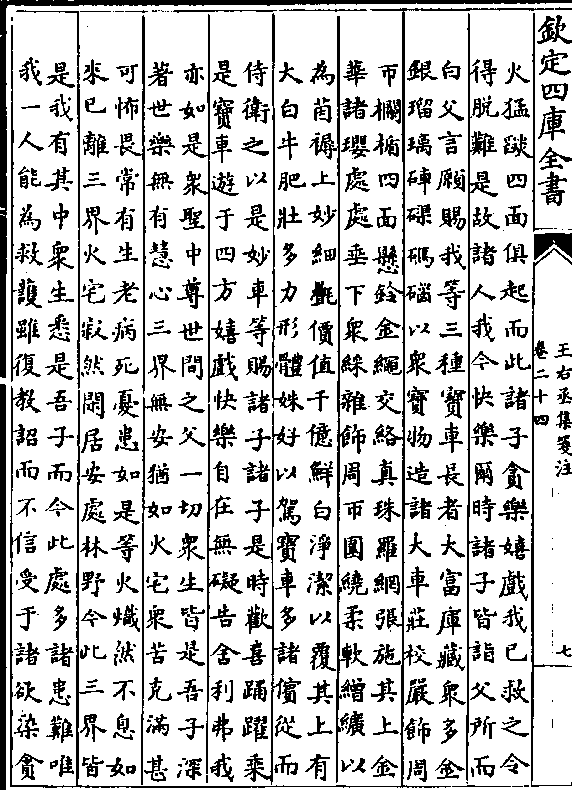 欽定四庫全書
王右丞集箋注
卷二十四
七
火猛燄四面俱起而此諸子貪樂嬉戲我已救之令
得脫難是故諸人我今快樂爾時諸子皆詣父所而
白父言願賜我等三種寶車長者大富庫藏衆多金
銀瑠璃硨磲碼碯以衆寶物造諸大車莊校嚴飾周
帀欄楯四面懸鈴金繩交絡真珠羅網張施其上金
華諸瓔處處垂下衆綵雜飾周帀圍繞柔軟繒纊以
為茵褥上妙細㲲價值千億鮮白淨潔以覆其上有
大白牛肥壯多力形體姝好以駕寶車多諸儐從而
侍衛之以是妙車等賜諸子諸子是時歡喜踊躍乘
是寶車遊于四方嬉戲快樂自在無礙告舍利弗我
亦如是衆聖中尊世間之父一切衆生皆是吾子深
著世樂無有慧心三界無安猶如火宅衆苦充滿甚
可怖畏常有生老病死憂患如是等火熾然不息如
來已離三界火宅寂然閑居安處林野今此三界皆
是我有其中衆生悉是吾子而今此處多諸患難唯
我一人能為救護雖復教詔而不信受于諸欲染貪